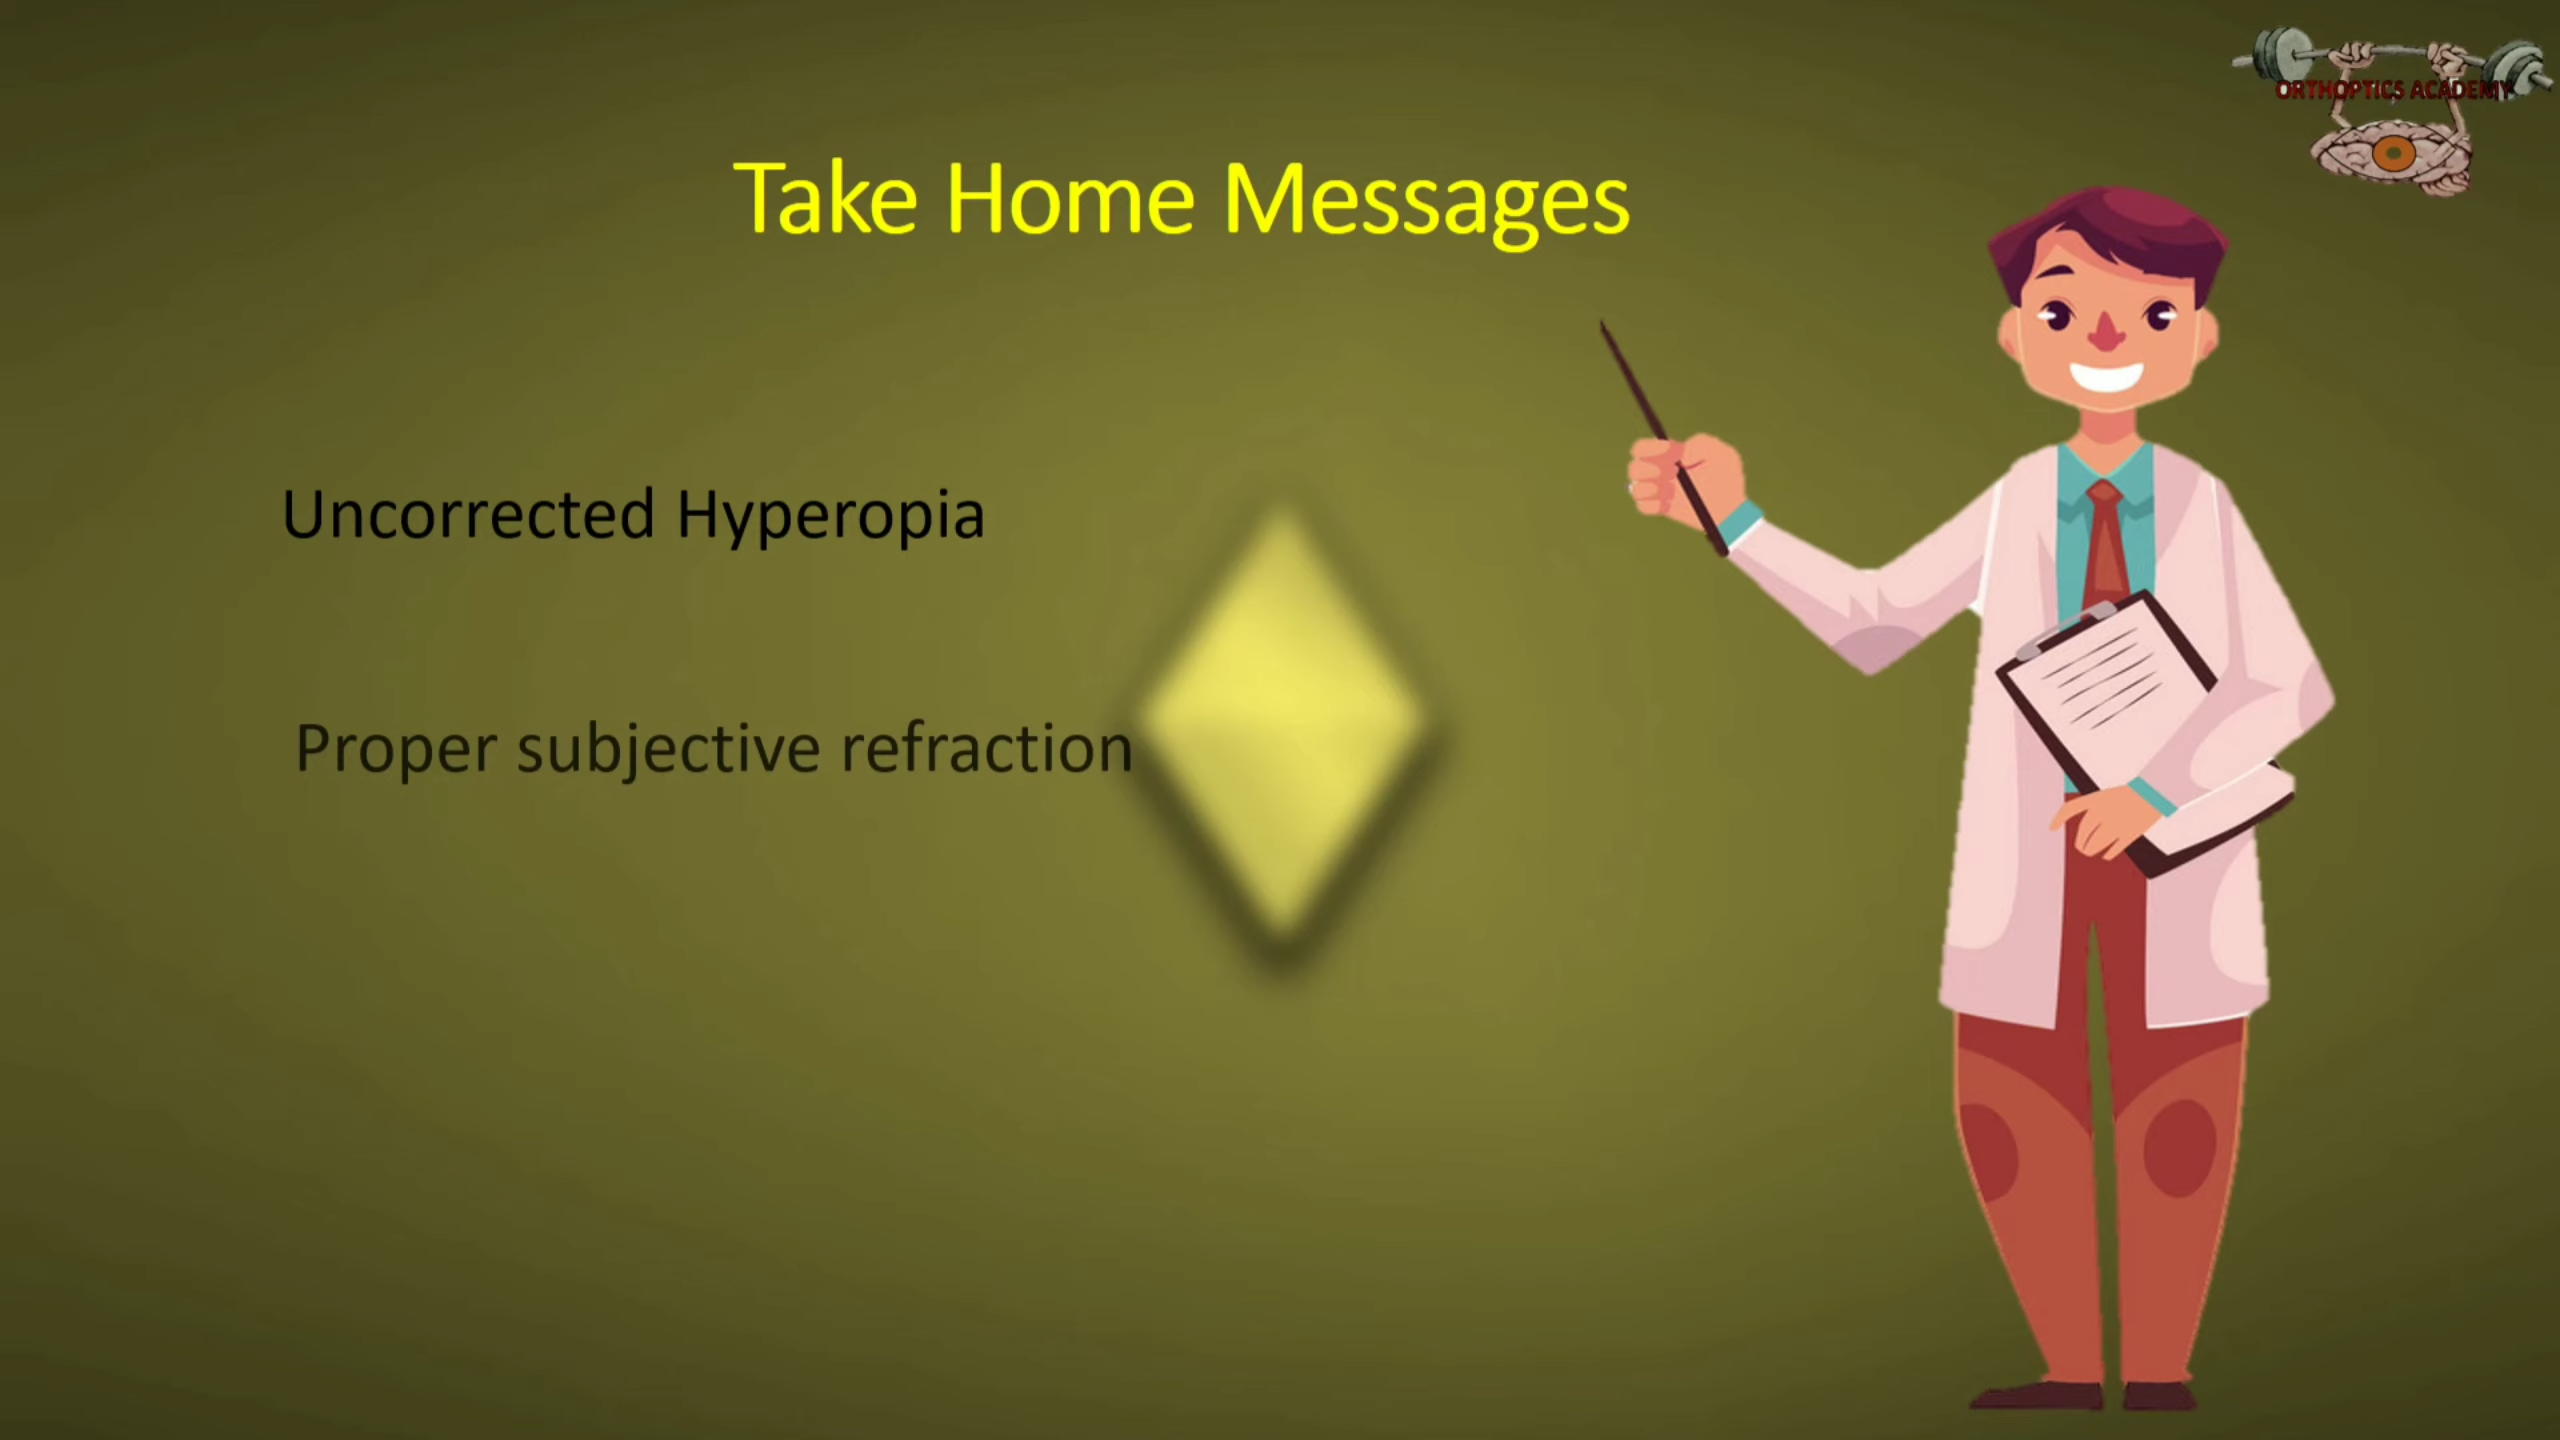 ORTHOPTICS ACADEMY
Take Home Messages
Uncorrected Hyperopia
Proper subjective refraction